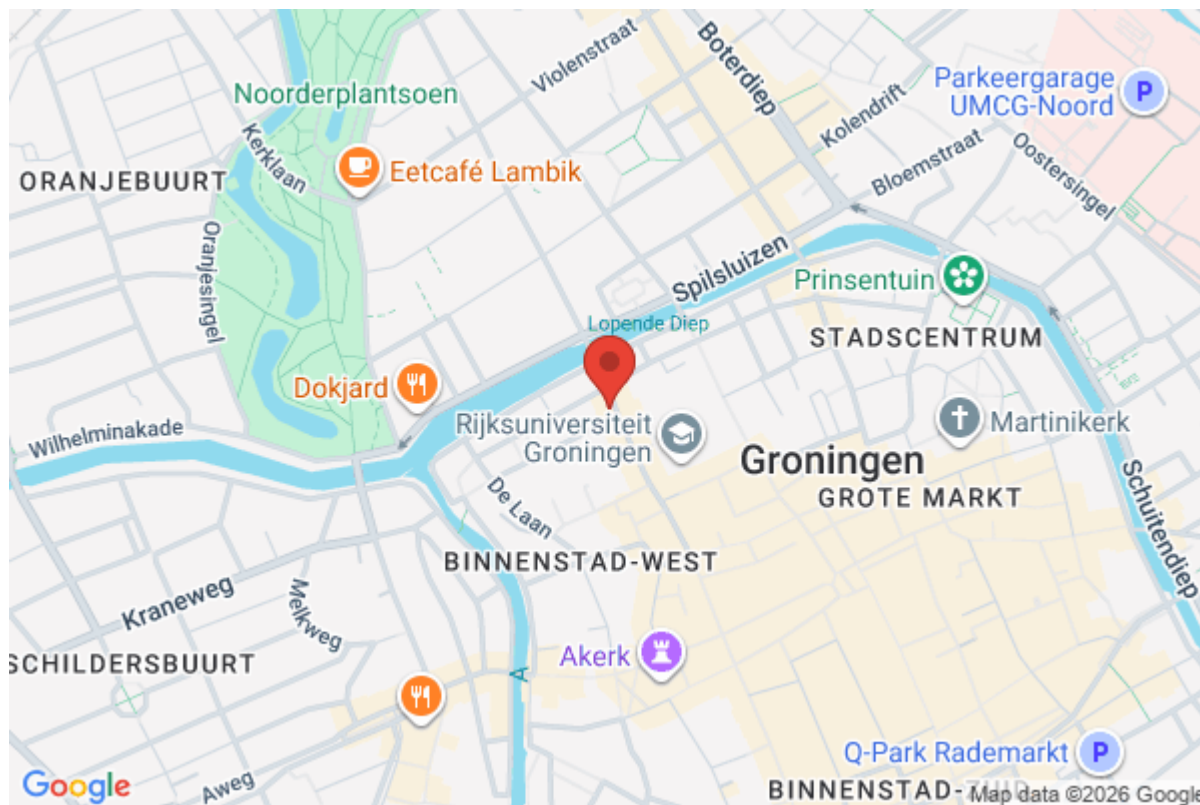 Violenstraat
Boterdiep
Noorderplantsoen
Parkeergarage
UMCG-Noord
P
Kolendrift
Kerklaan
Eetcafé Lambik
Bloemstraat
Oostersingel
ORANJEBUURT
Oranjesingel
Spilsluizen
Prinsentuin
Lopende Diep
STADSCENTRUM
Dokjard
Wilhelminakade
Rijksuniversiteit
Groningen
Martinikerk
Groningen
GROTE MARKT
De Laan
Schuitendiep
BINNENSTAD-WEST
Kraneweg
Melkweg
SCHILDERSBUURT
Akerk
A
Q-Park Rademarkt
P
Aweg
BINNENSTAD-ZUID
Google
Map data ©2026 Google